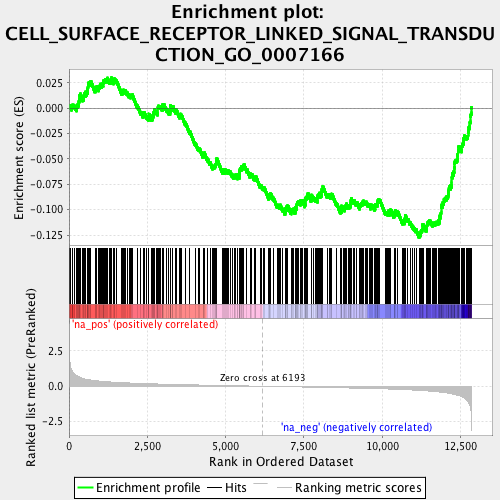 Enrichment plot:
CELL_SURFACE_RECEPTOR_LINKED_SIGNAL_TRANSDU
CTION_GO_0007166
Enrichment score (ES)
0.025
0.000
-0.025
-0.050
-0.075
-0.100
-0.125
'na_pos' (positively correlated)
Ranked list metric (PreRanked)
2.5
0.0
-2.5
Zero cross at 6193
'na_neg' (negatively correlated)
0
2,500
5,000
7,500
10,000
12,500
Rank in Ordered Dataset
Enrichment profile
Hits
Ranking metric scores